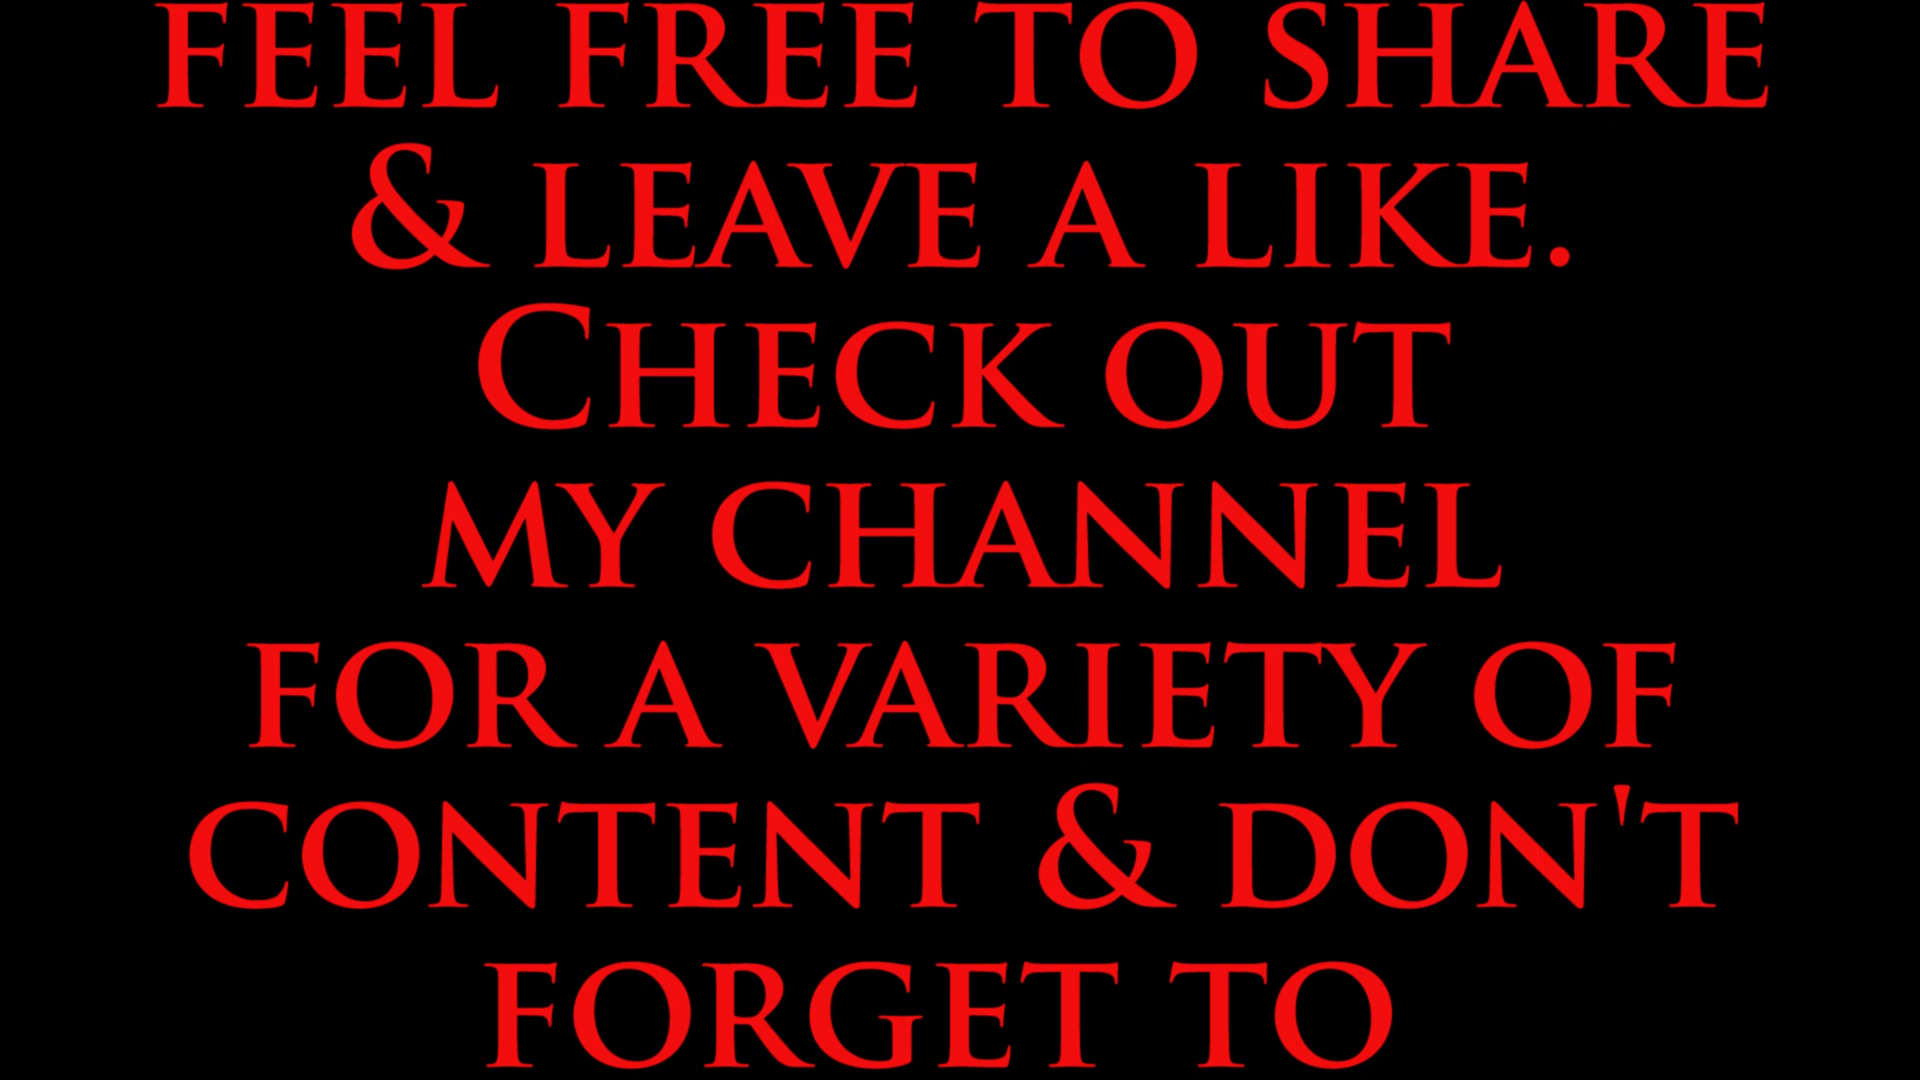 FEEL FREE TO SHARE
& LEAVE A LIKE.
CHECK OUT
MY CHANNEL
FOR A VARIETY OF
CONTENT & DON'T
FORGET TO